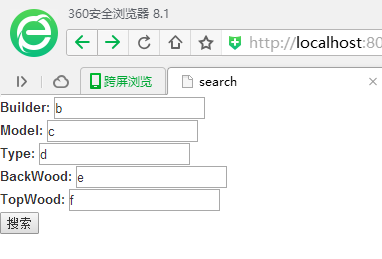 360安全浏览器 8.1
http://localhost:80
跨屏浏览 search
Builder: b
Model: c
Type: d
BackWood: e
TopWood: f
搜索